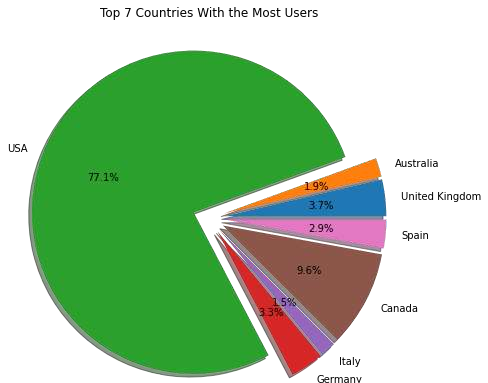 Top 7 Countries With the Most Users
USA
77.1%
Australia
1.9%
United Kingdom
3.7%
Spain
2.9%
Canada
9.6%
Italy
1.5%
Germany
3.3%